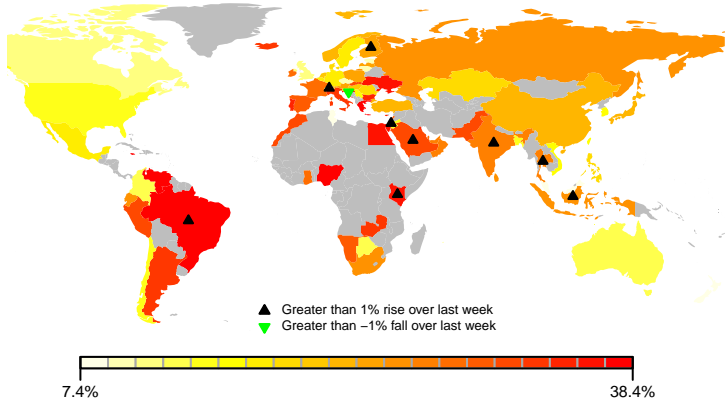 Greater than 1% rise over last week
Greater than −1% fall over last week
7.4%
38.4%